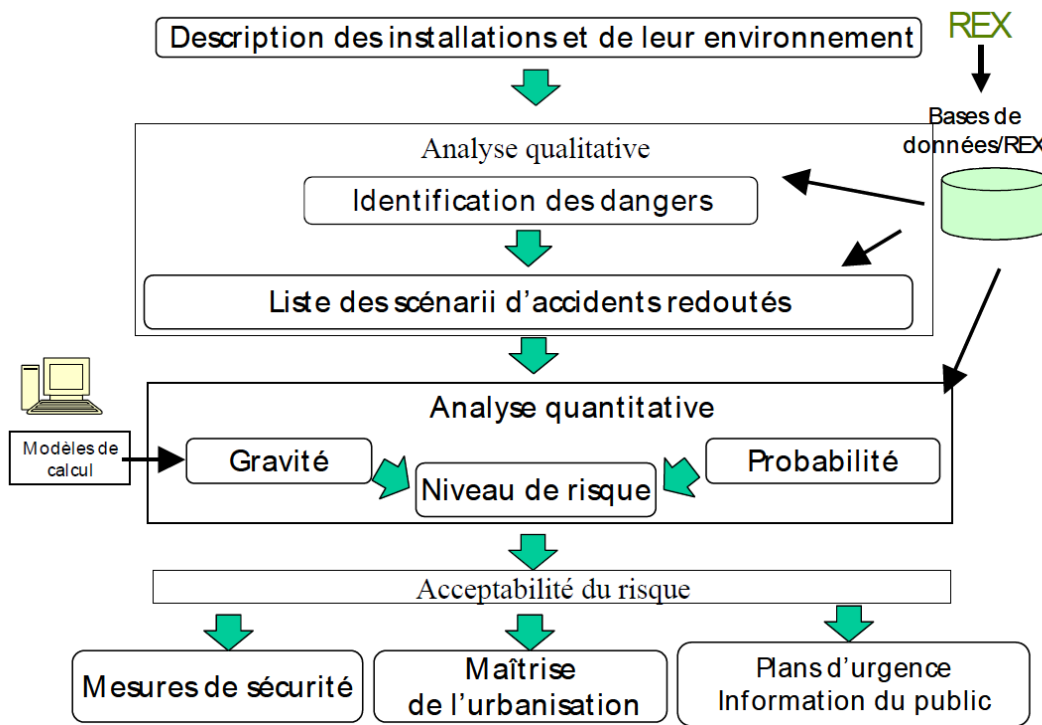 Description des installations et de leur environnement
REX
Bases de
données/REX
Analyse qualitative
Identification des dangers
Liste des scénarii d'accidents redoutés
Analyse quantitative
Modèles de
calcul
Gravité
Probabilité
Niveau de risque
Acceptabilité du risque
Mesures de sécurité
Maîtrise
de l'urbanisation
Plans d'urgence
Information du public